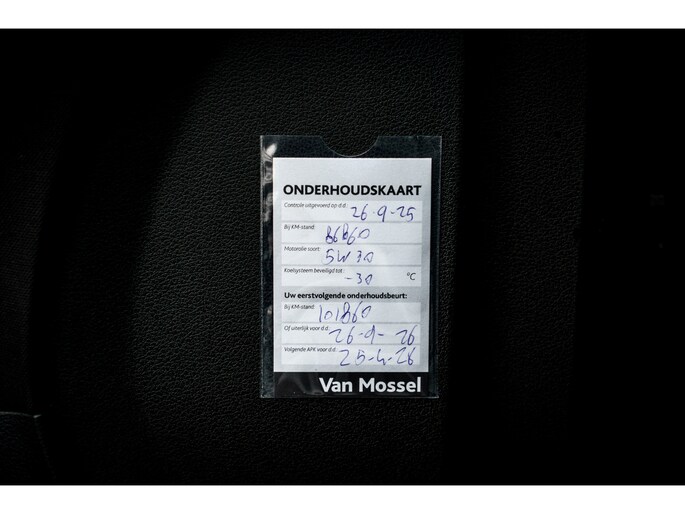 ONDERHOUDSKAART
Controle uitgevoerd op d.d.: 26-9-25
Bij KM-stand: 86860
Motorolie soort: 5W30
Koelsysteem beveiligd tot: -30 °C
Uw eerstvolgende onderhoudsbeurt:
Bij KM-stand: 101860
Of uiterlijk voor d.d.: 26-9-26
Volgende APK voor d.d.: 25-4-26
Van Mossel